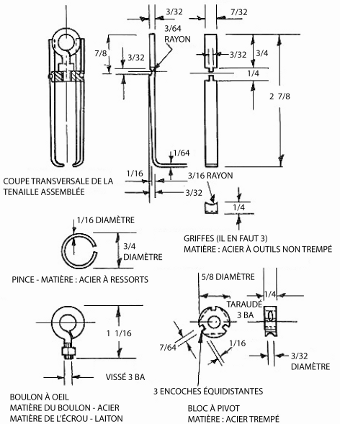 3/32
7/32
3/64
RAYON
7/8
3/32
3/32
3/4
1/4
2 7/8
1/64
1/16
3/32
3/16 RAYON
COUPE TRANSVERSALE DE LA
TENAILLE ASSEMBLÉE
1/4
GRIFFES (IL EN FAUT 3)
MATIÈRE : ACIER À OUTILS NON TREMPÉ
1/16 DIAMÈTRE
3/4
DIAMÈTRE
PINCE - MATIÈRE : ACIER À RESSORTS
5/8 DIAMÈTRE
1/4
TARAUDÉ
3 BA
1 1/16
7/64
1/16
3/32
DIAMÈTRE
VISSÉ 3 BA
3 ENCOCHES ÉQUIDISTANTES
BOULON À OEIL
MATIÈRE DU BOULON - ACIER
MATIÈRE DE L'ÉCROU - LAITON
BLOC À PIVOT
MATIÈRE : ACIER TREMPÉ